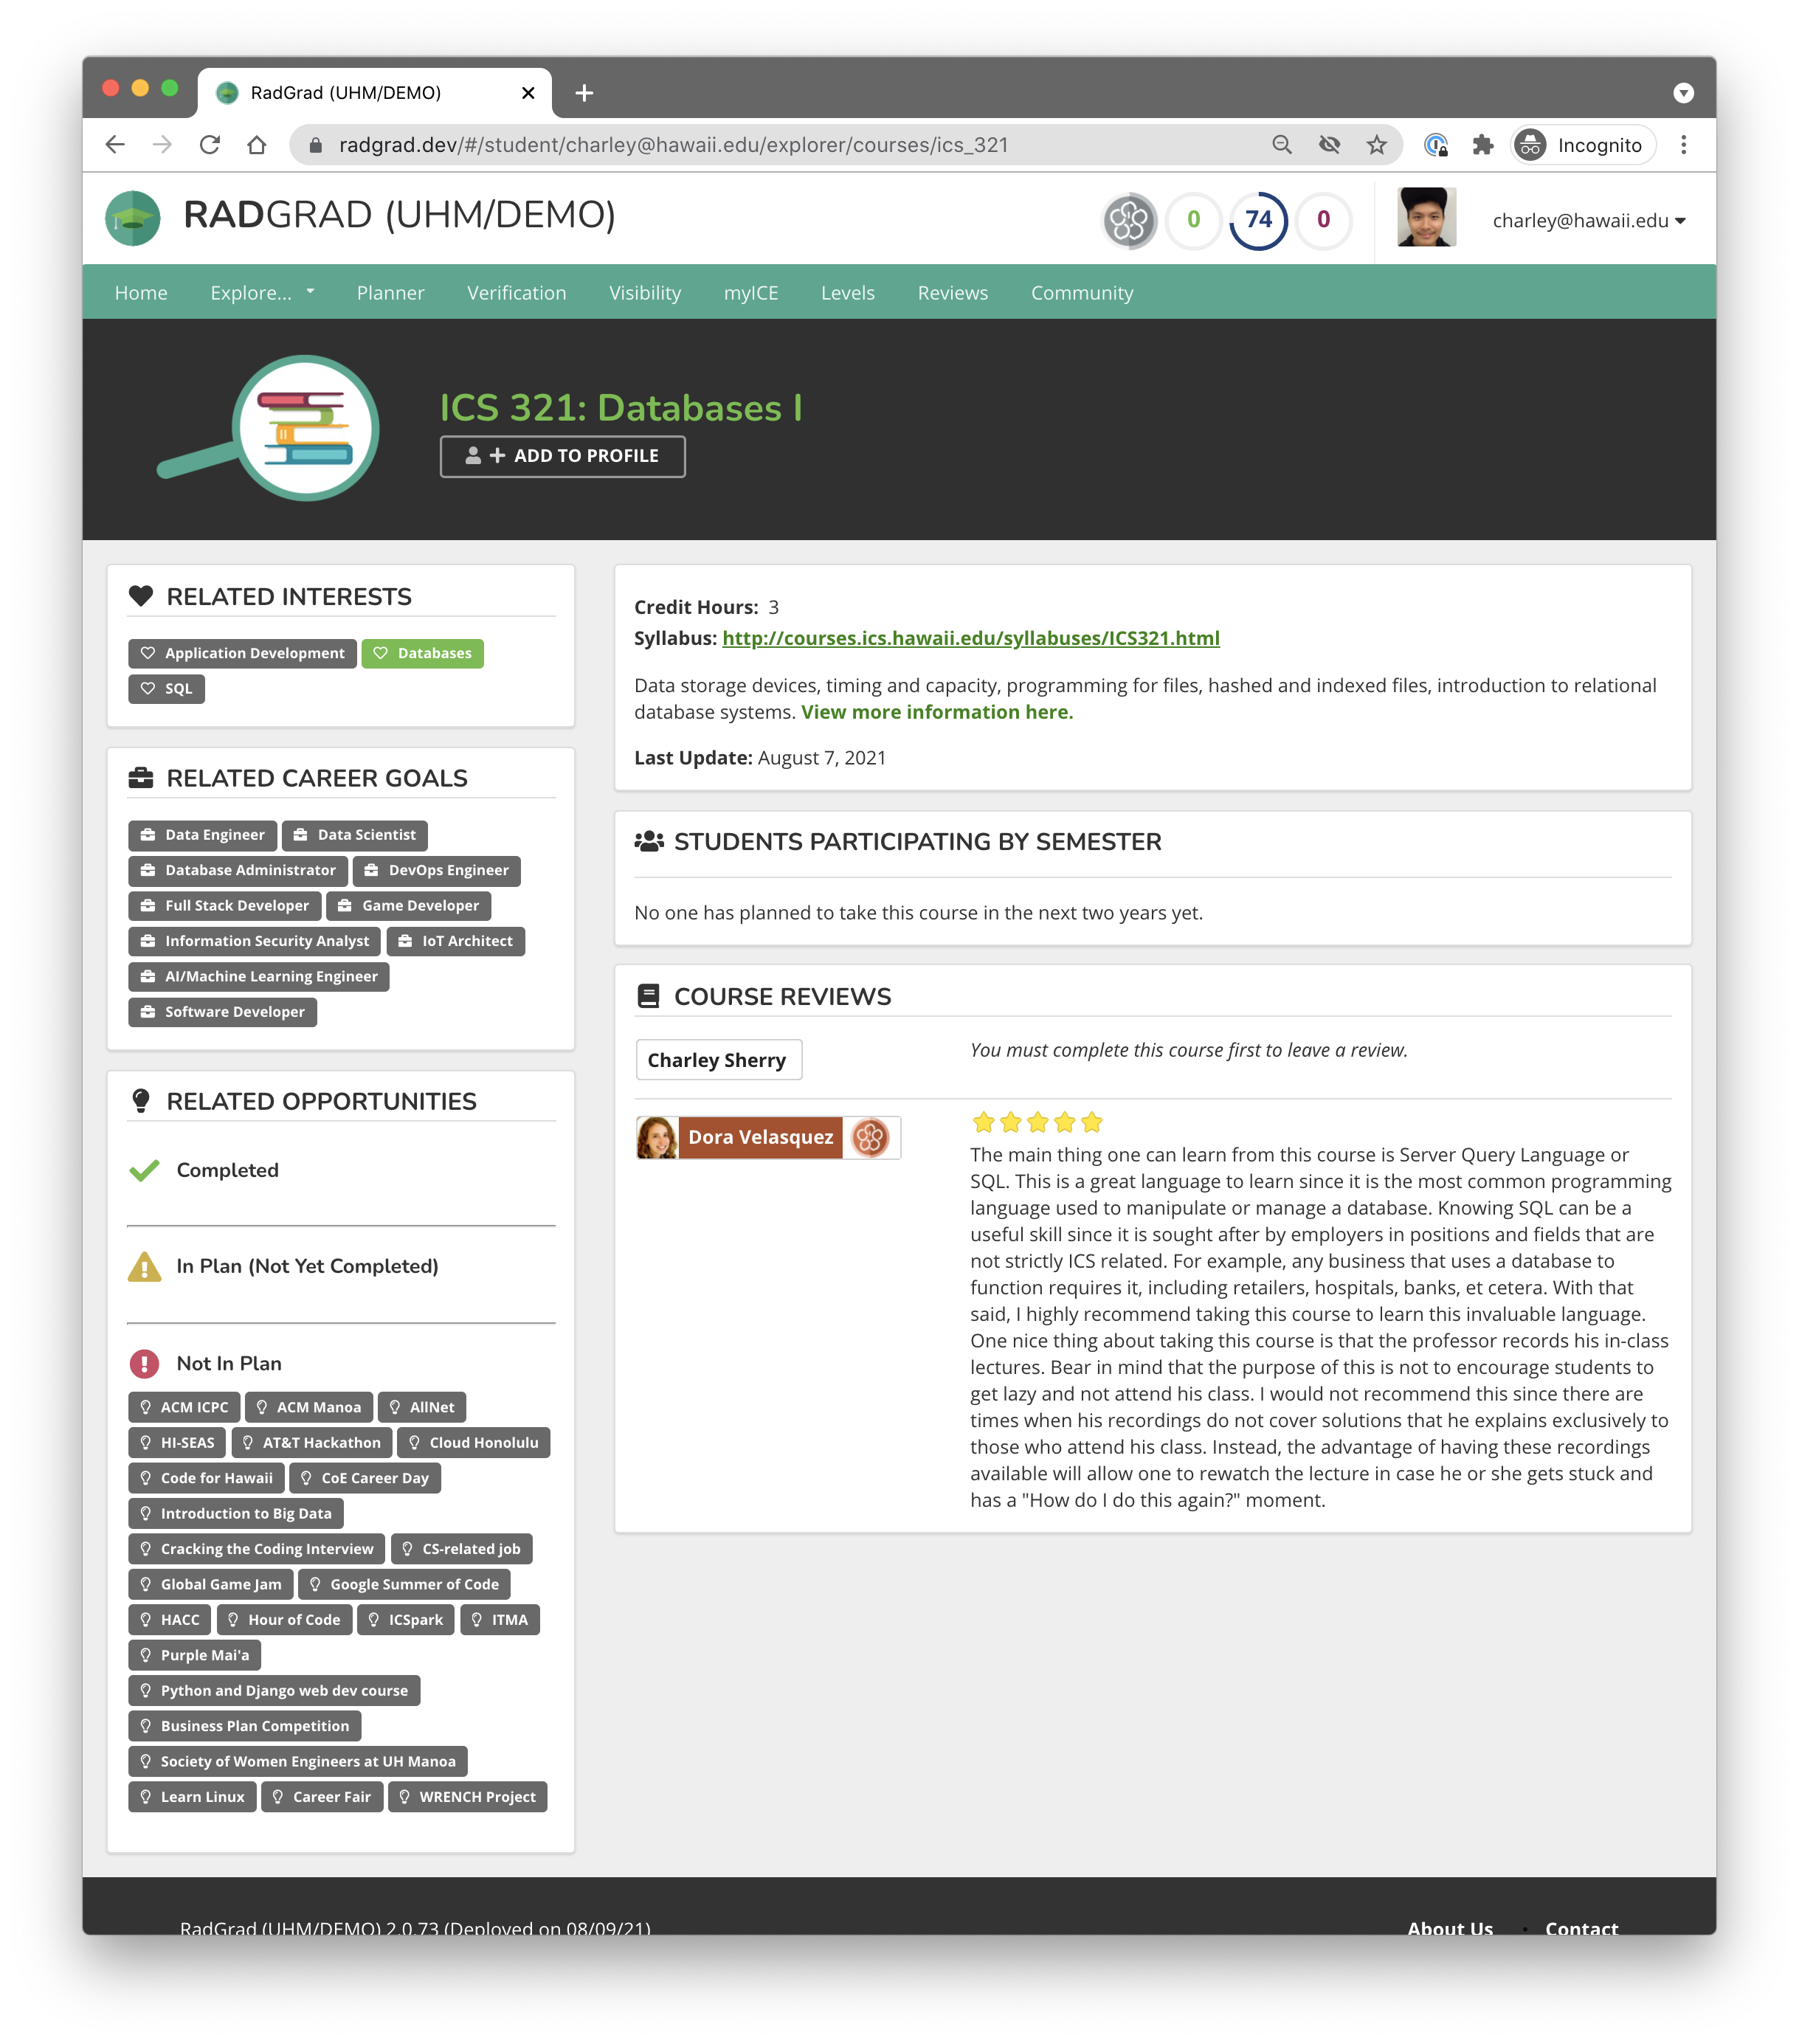 RadGrad (UHM/DEMO)
radgrad.dev/#/student/charley@hawaii.edu/explorer/courses/ics_321
Incognito
RADGRAD (UHM/DEMO)
0
74
0
charley@hawaii.edu
Home
Explore...
Planner
Verification
Visibility
myICE
Levels
Reviews
Community
ICS 321: Databases I
ADD TO PROFILE
RELATED INTERESTS
Application Development
Databases
SQL
RELATED CAREER GOALS
Data Engineer
Data Scientist
Database Administrator
DevOps Engineer
Full Stack Developer
Game Developer
Information Security Analyst
IoT Architect
AI/Machine Learning Engineer
Software Developer
RELATED OPPORTUNITIES
Completed
In Plan (Not Yet Completed)
Not In Plan
ACM ICPC
ACM Manoa
AllNet
HI-SEAS
AT&T Hackathon
Cloud Honolulu
Code for Hawaii
CoE Career Day
Introduction to Big Data
Cracking the Coding Interview
CS-related job
Global Game Jam
Google Summer of Code
HACC
Hour of Code
ICSpark
ITMA
Purple Mai'a
Python and Django web dev course
Business Plan Competition
Society of Women Engineers at UH Manoa
Learn Linux
Career Fair
WRENCH Project
Credit Hours: 3
Syllabus: http://courses.ics.hawaii.edu/syllabuses/ICS321.html
Data storage devices, timing and capacity, programming for files, hashed and indexed files, introduction to relational
database systems. View more information here.
Last Update: August 7, 2021
STUDENTS PARTICIPATING BY SEMESTER
No one has planned to take this course in the next two years yet.
COURSE REVIEWS
Charley Sherry
You must complete this course first to leave a review.
Dora Velasquez
The main thing one can learn from this course is Server Query Language or
SQL. This is a great language to learn since it is the most common programming
language used to manipulate or manage a database. Knowing SQL can be a
useful skill since it is sought after by employers in positions and fields that are
not strictly ICS related. For example, any business that uses a database to
function requires it, including retailers, hospitals, banks, et cetera. With that
said, I highly recommend taking this course to learn this invaluable language.
One nice thing about taking this course is that the professor records his in-class
lectures. Bear in mind that the purpose of this is not to encourage students to
get lazy and not attend his class. I would not recommend this since there are
times when his recordings do not cover solutions that he explains exclusively to
those who attend his class. Instead, the advantage of having these recordings
available will allow one to rewatch the lecture in case he or she gets stuck and
has a "How do I do this again?" moment.
RadGrad (UHM/DEMO) 2.0.73 (Deployed on 08/09/21)
About Us
Contact